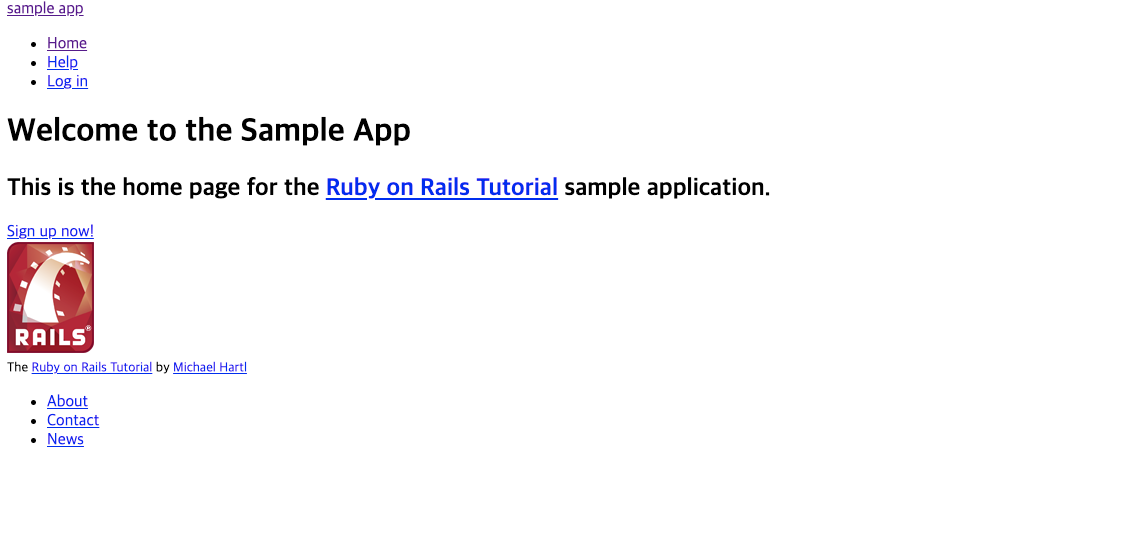 sample app
Home
Help
Log in
Welcome to the Sample App
This is the home page for the Ruby on Rails Tutorial sample application.
Sign up now!
RAILS®
The Ruby on Rails Tutorial by Michael Hartl
About
Contact
News